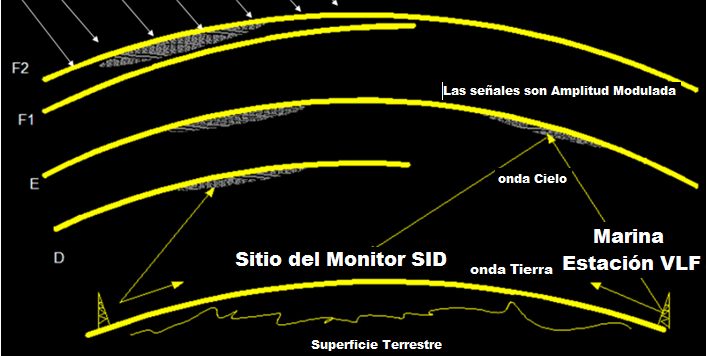 F2
F1
Las señales son Amplitud Modulada
E
onda Cielo
D
Sitio del Monitor SID
onda Tierra
Marina
Estación VLF
Superficie Terrestre